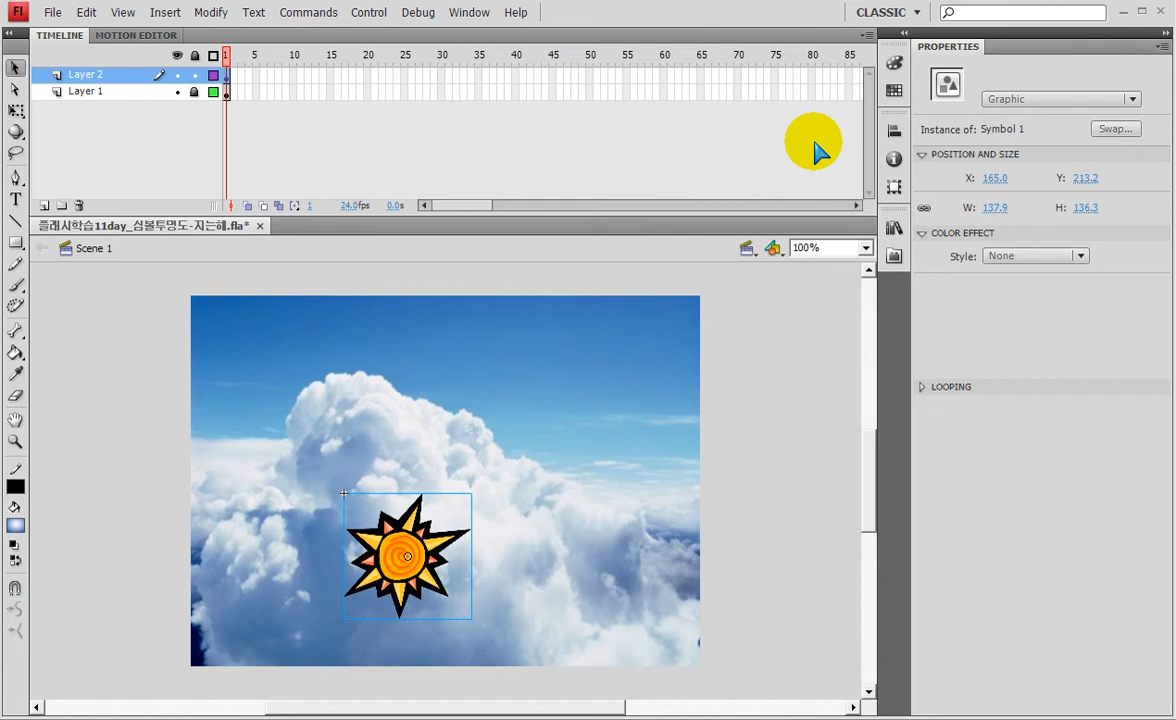 Fl File Edit View Insert Modify Text Commands Control Debug Window Help CLASSIC
TIMELINE MOTION EDITOR
1 5 10 15 20 25 30 35 40 45 50 55 60 65 70 75 80 85
Layer 2
Layer 1
1 24.0fps 0.0s
플래시학습11day_심볼투명도-지는해.fla*
Scene 1
100%
PROPERTIES
Graphic
Instance of: Symbol 1 Swap...
POSITION AND SIZE
X: 165.0 Y: 213.2
W: 137.9 H: 136.3
COLOR EFFECT
Style: None
LOOPING